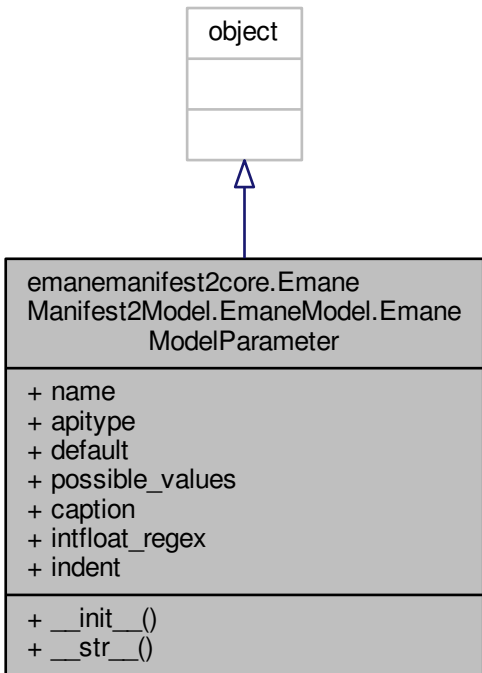 object
emanemanifest2core.Emane
Manifest2Model.EmaneModel.Emane
ModelParameter
+ name
+ apitype
+ default
+ possible_values
+ caption
+ intfloat_regex
+ indent
+ __init__()
+ __str__()